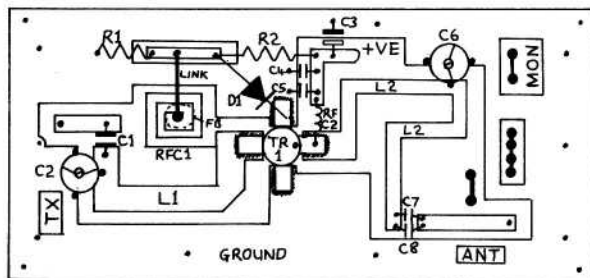 R1
R2
C3
+VE
C6
MON
LINK
C4
C5
D1
RF
C2
L2
L2
FB
RFC1
TR
1
C1
C2
L1
TX
C7
C8
GROUND
ANT